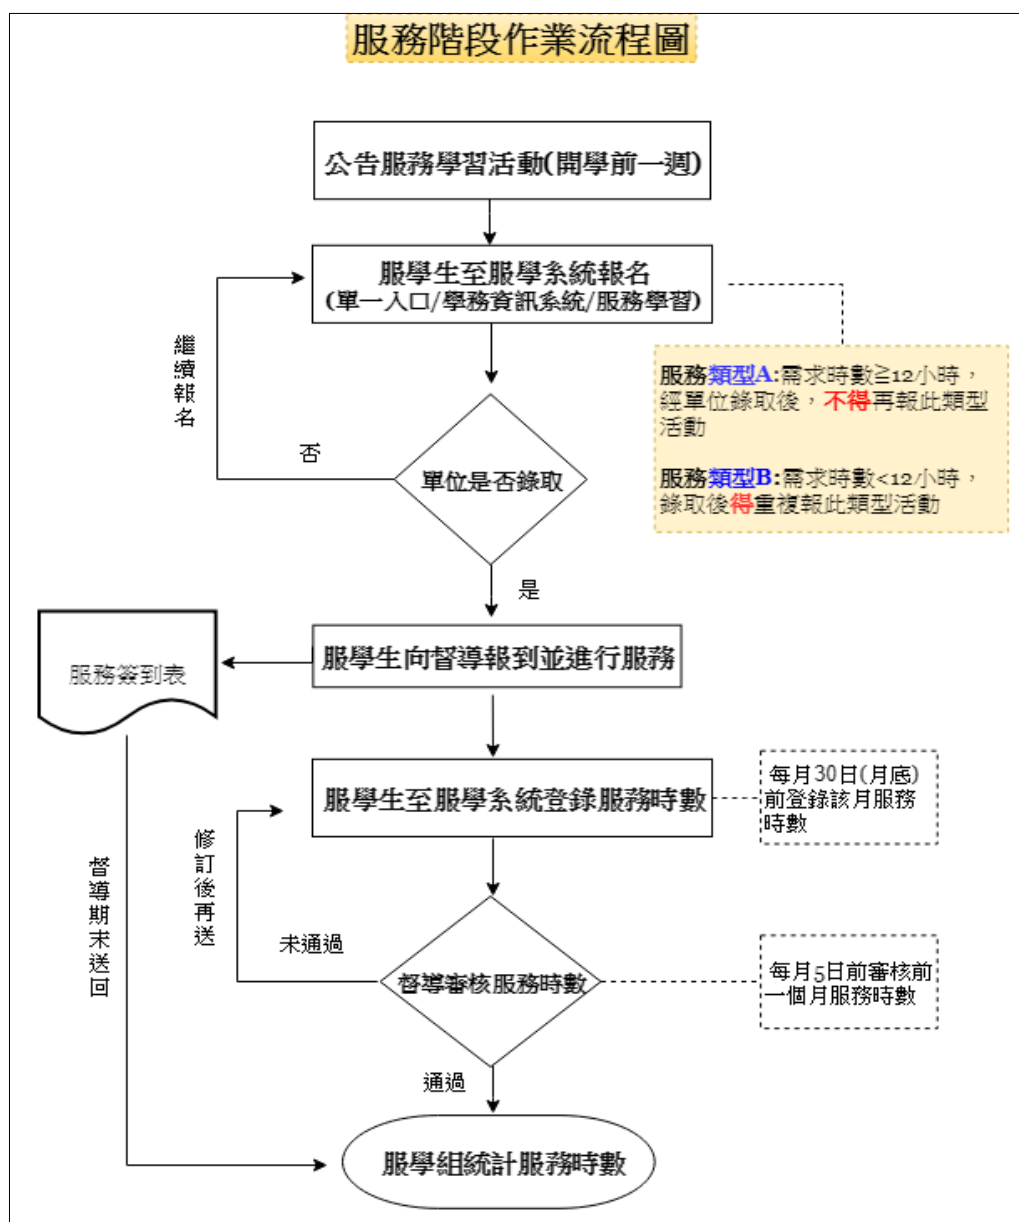 服務階段作業流程圖
公告服務學習活動(開學前一週)
服學生至服學系統報名
(單一入口/學務資訊系統/服務學習)
繼續報名
否
單位是否錄取
服務類型A:需求時數≧12小時，
經單位錄取後，不得再報此類型
活動
服務類型B:需求時數<12小時，
錄取後得重複報此類型活動
是
服學生向督導報到並進行服務
服務簽到表
服學生至服學系統登錄服務時數
每月30日(月底)
前登錄該月服務
時數
修訂後再送
督導期末送回
未通過
督導審核服務時數
每月5日前審核前
一個月服務時數
通過
服學組統計服務時數